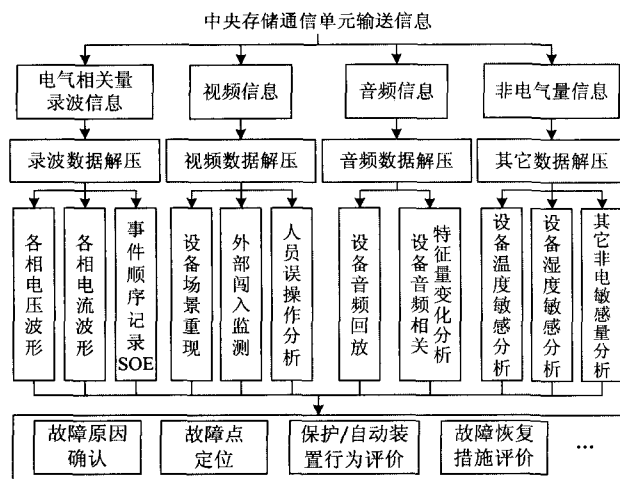 中央存储通信单元输送信息
电气相关量
录波信息
视频信息
音频信息
非电气量信息
录波数据解压
视频数据解压
音频数据解压
其它数据解压
各相电压波形
各相电流波形
事件顺序记录SOE
设备场景重现
外部闯入监测
人员误操作分析
设备音频回放
设备音频相关
特征量变化分析
设备温度敏感分析
设备湿度敏感分析
其它非电敏感量分析
故障原因
确认
故障点
定位
保护/自动装
置行为评价
故障恢复
措施评价
…